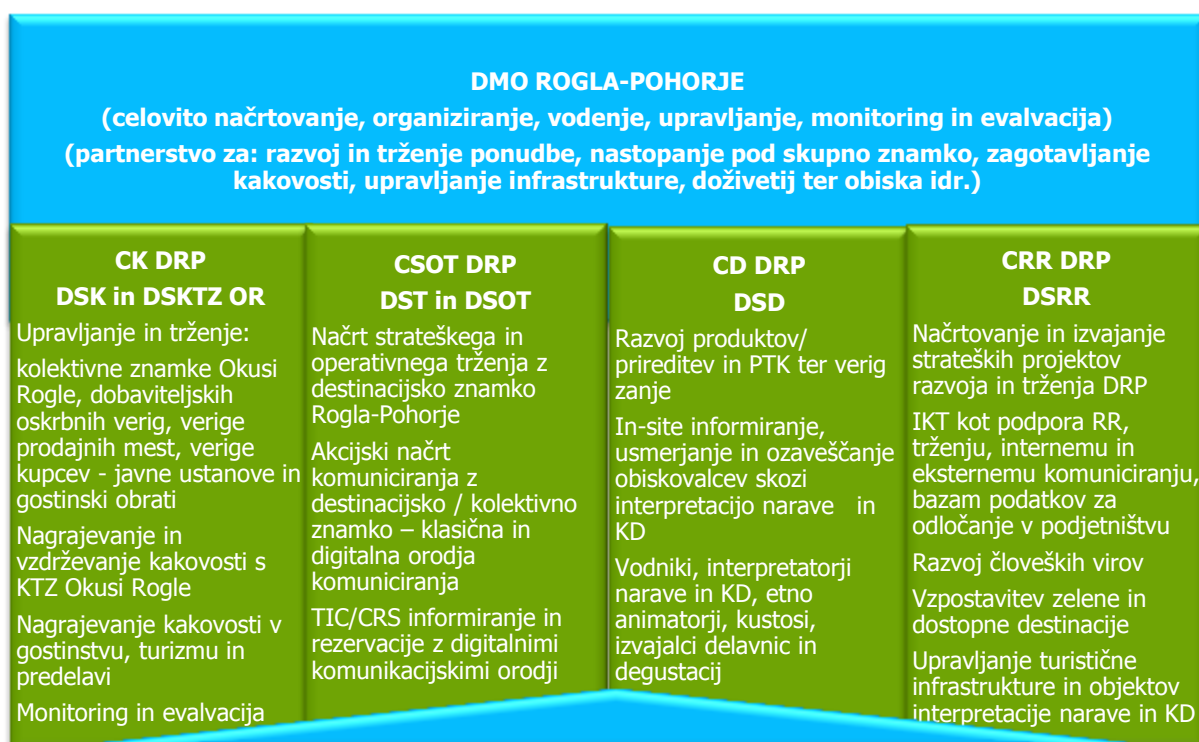 DMO ROGLA-POHORJE
(celovito načrtovanje, organiziranje, vodenje, upravljanje, monitoring in evalvacija)
(partnerstvo za: razvoj in trženje ponudbe, nastopanje pod skupno znamko, zagotavljanje
kakovosti, upravljanje infrastrukture, doživetij ter obiska idr.)
CK DRP
DSK in DSKTZ OR
Upravljanje in trženje:
kolektivne znamke Okusi
Rogle, dobaviteljskih
oskrbnih verig, verige
prodajnih mest, verige
kupcev - javne ustanove in
gostinski obrati
Nagrajevanje in
vzdrževanje kakovosti s
KTZ Okusi Rogle
Nagrajevanje kakovosti v
gostinstvu, turizmu in
predelavi
Monitoring in evalvacija
CSOT DRP
DST in DSOT
Načrt strateškega in
operativnega trženja z
destinacijsko znamko
Rogla-Pohorje
Akcijski načrt
komuniciranja z
destinacijsko / kolektivno
znamko – klasična in
digitalna orodja
komuniciranja
TIC/CRS informiranje in
rezervacije z digitalnimi
komunikacijskimi orodji
CD DRP
DSD
Razvoj produktov/
prireditev in PTK ter verig
zanje
In-site informiranje,
usmerjanje in ozaveščanje
obiskovalcev skozi
interpretacijo narave in
KD
Vodniki, interpretatorji
narave in KD, etno
animatorji, kustosi,
izvajalci delavnic in
degustacij
CRR DRP
DSRR
Načrtovanje in izvajanje
strateških projektov
razvoja in trženja DRP
IKT kot podpora RR,
trženju, internemu in
eksternemu komuniciranju,
bazam podatkov za
odločanje v podjetništvu
Razvoj človeških virov
Vzpostavitev zelene in
dostopne destinacije
Upravljanje turistične
infrastrukture in objektov
interpretacije narave in KD